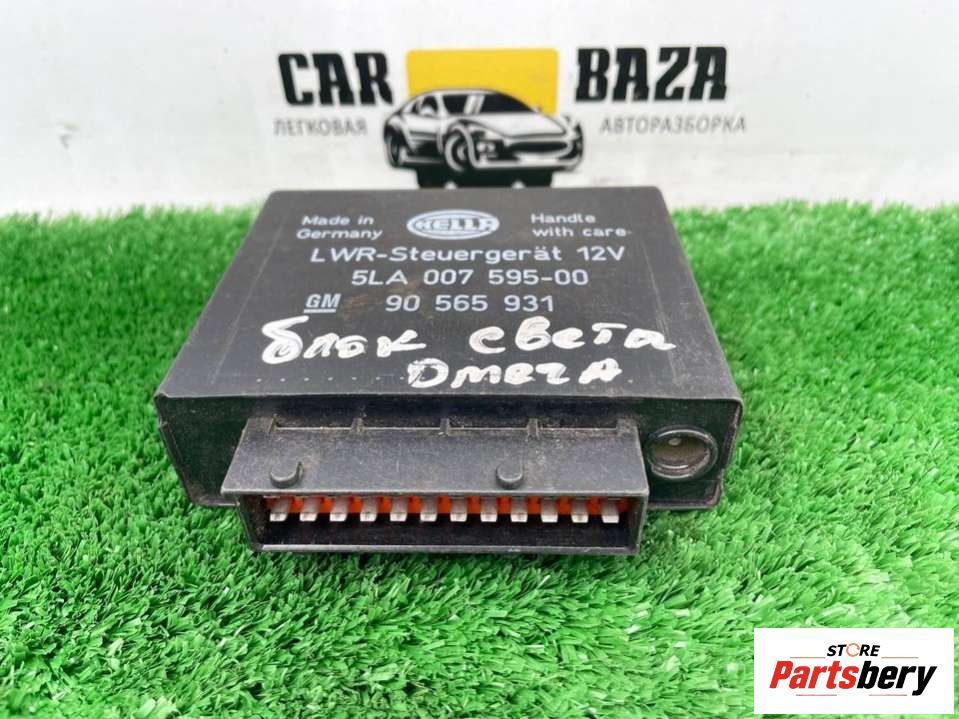 CAR BAZA
ЛЕГКОВАЯ АВТОРАЗБОРКА
Made in Germany
HELLA
Handle with care
LWR-Steuergerät 12V
5LA 007 595-00
GM 90 565 931
блок света
омега
STORE
Partsbery